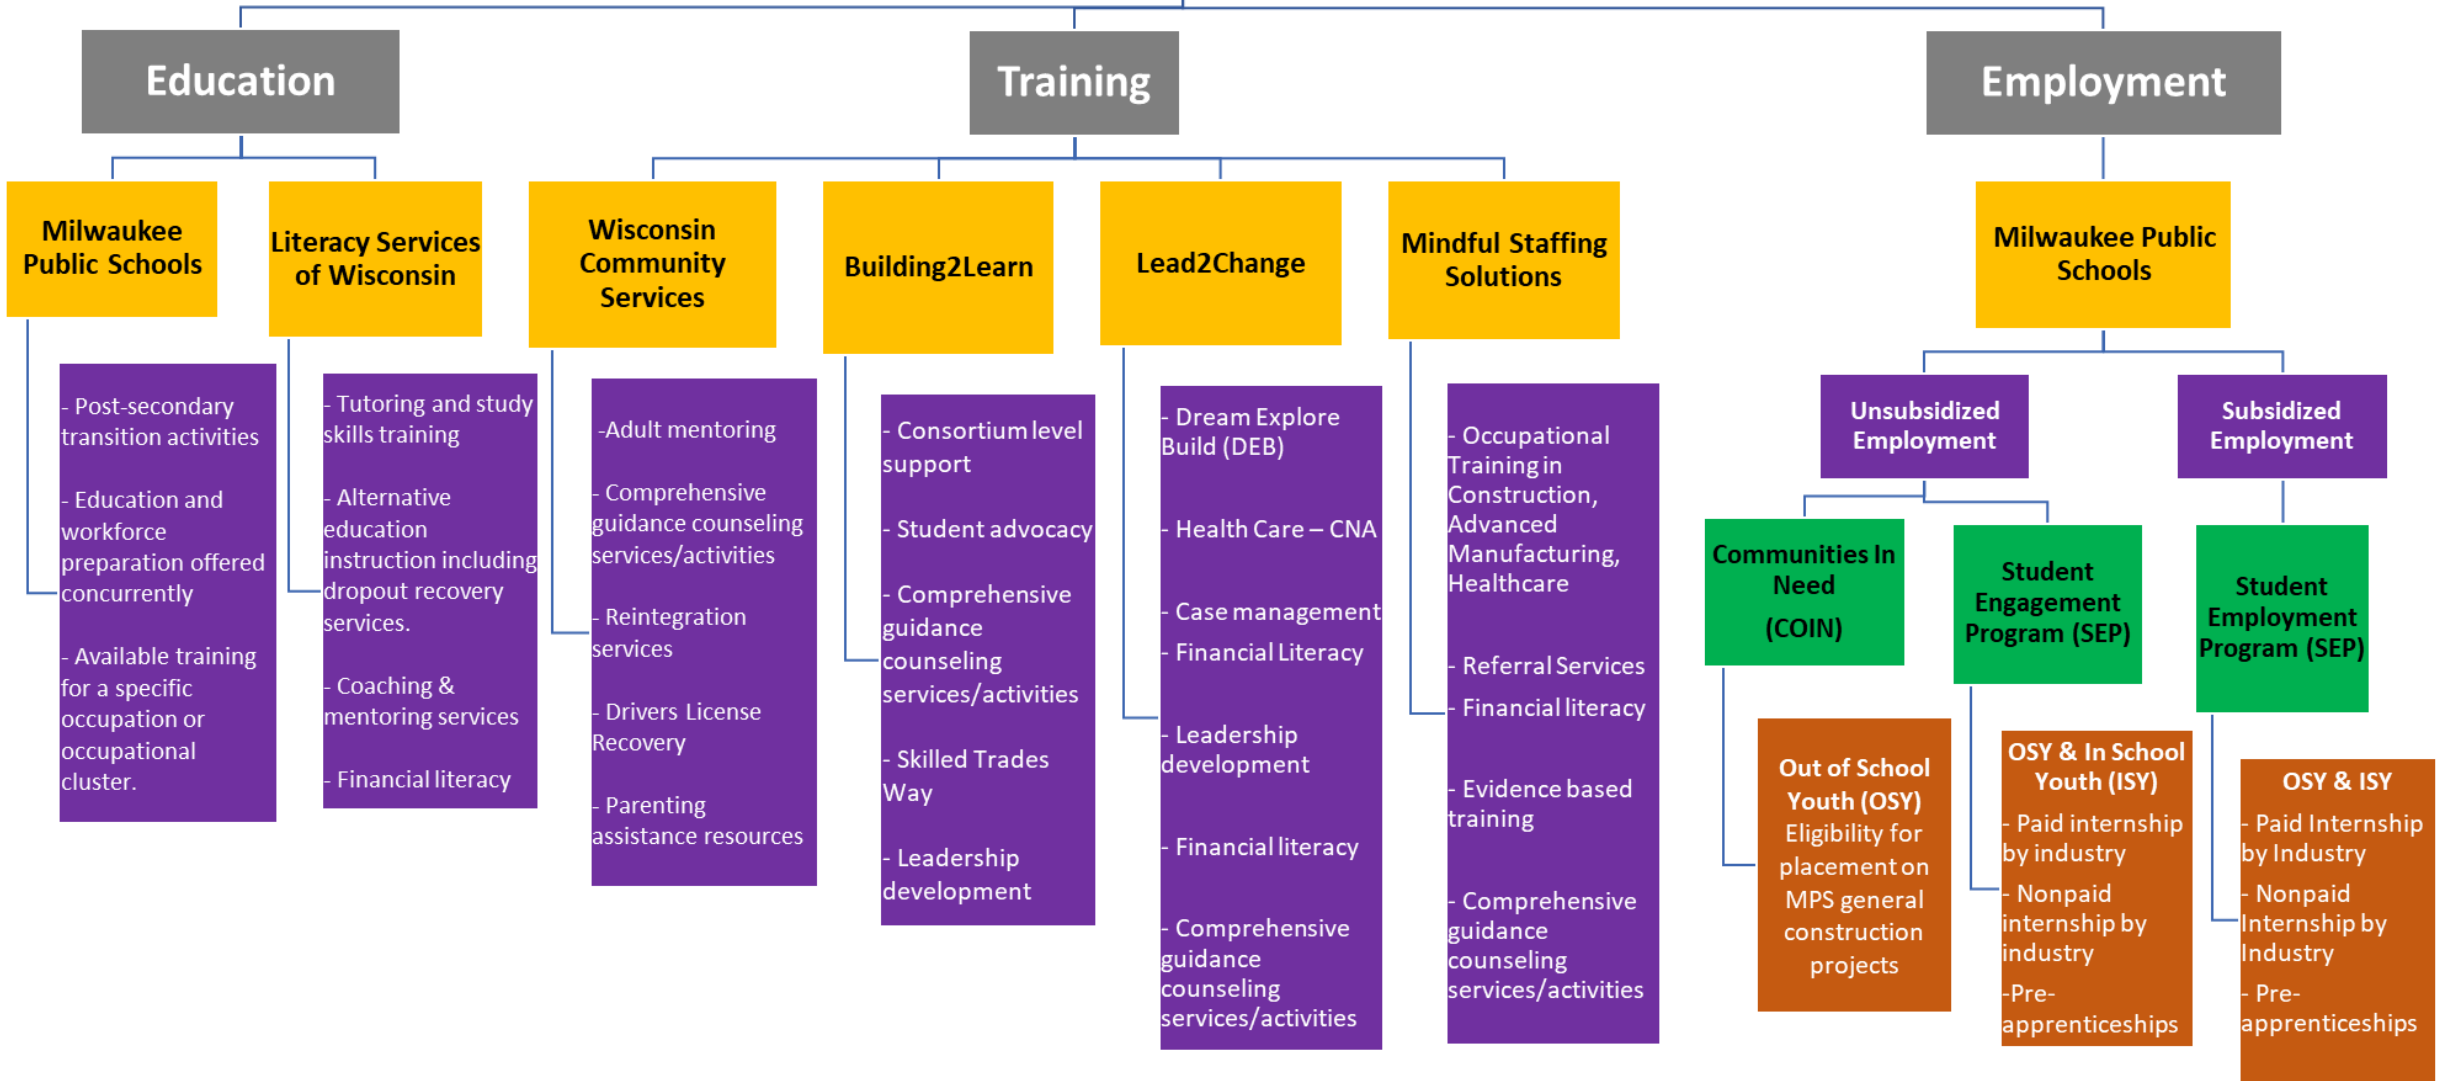 Education
Training
Employment
Milwaukee
Public Schools
Literacy Services
of Wisconsin
Wisconsin
Community
Services
Building2Learn
Lead2Change
Mindful Staffing
Solutions
Milwaukee Public
Schools
- Post-secondary
transition activities
- Education and
workforce
preparation offered
concurrently
- Available training
for a specific
occupation or
occupational
cluster.
- Tutoring and study
skills training
- Alternative
education
instruction including
dropout recovery
services.
- Coaching &
mentoring services
- Financial literacy
-Adult mentoring
- Comprehensive
guidance counseling
services/activities
- Reintegration
services
- Drivers License
Recovery
- Parenting
assistance resources
- Consortium level
support
- Student advocacy
- Comprehensive
guidance
counseling
services/activities
- Skilled Trades
Way
- Leadership
development
- Dream Explore
Build (DEB)
- Health Care – CNA
- Case management
- Financial Literacy
- Leadership
development
- Financial literacy
- Comprehensive
guidance
counseling
services/activities
- Occupational
Training in
Construction,
Advanced
Manufacturing,
Healthcare
- Referral Services
- Financial literacy
- Evidence based
training
- Comprehensive
guidance
counseling
services/activities
Unsubsidized
Employment
Subsidized
Employment
Communities In
Need
(COIN)
Student
Engagement
Program (SEP)
Student
Employment
Program (SEP)
Out of School
Youth (OSY)
Eligibility for
placement on
MPS general
construction
projects
OSY & In School
Youth (ISY)
- Paid internship
by industry
- Nonpaid
internship by
industry
-Pre-
apprenticeships
OSY & ISY
- Paid Internship
by Industry
- Nonpaid
Internship by
Industry
- Pre-
apprenticeships